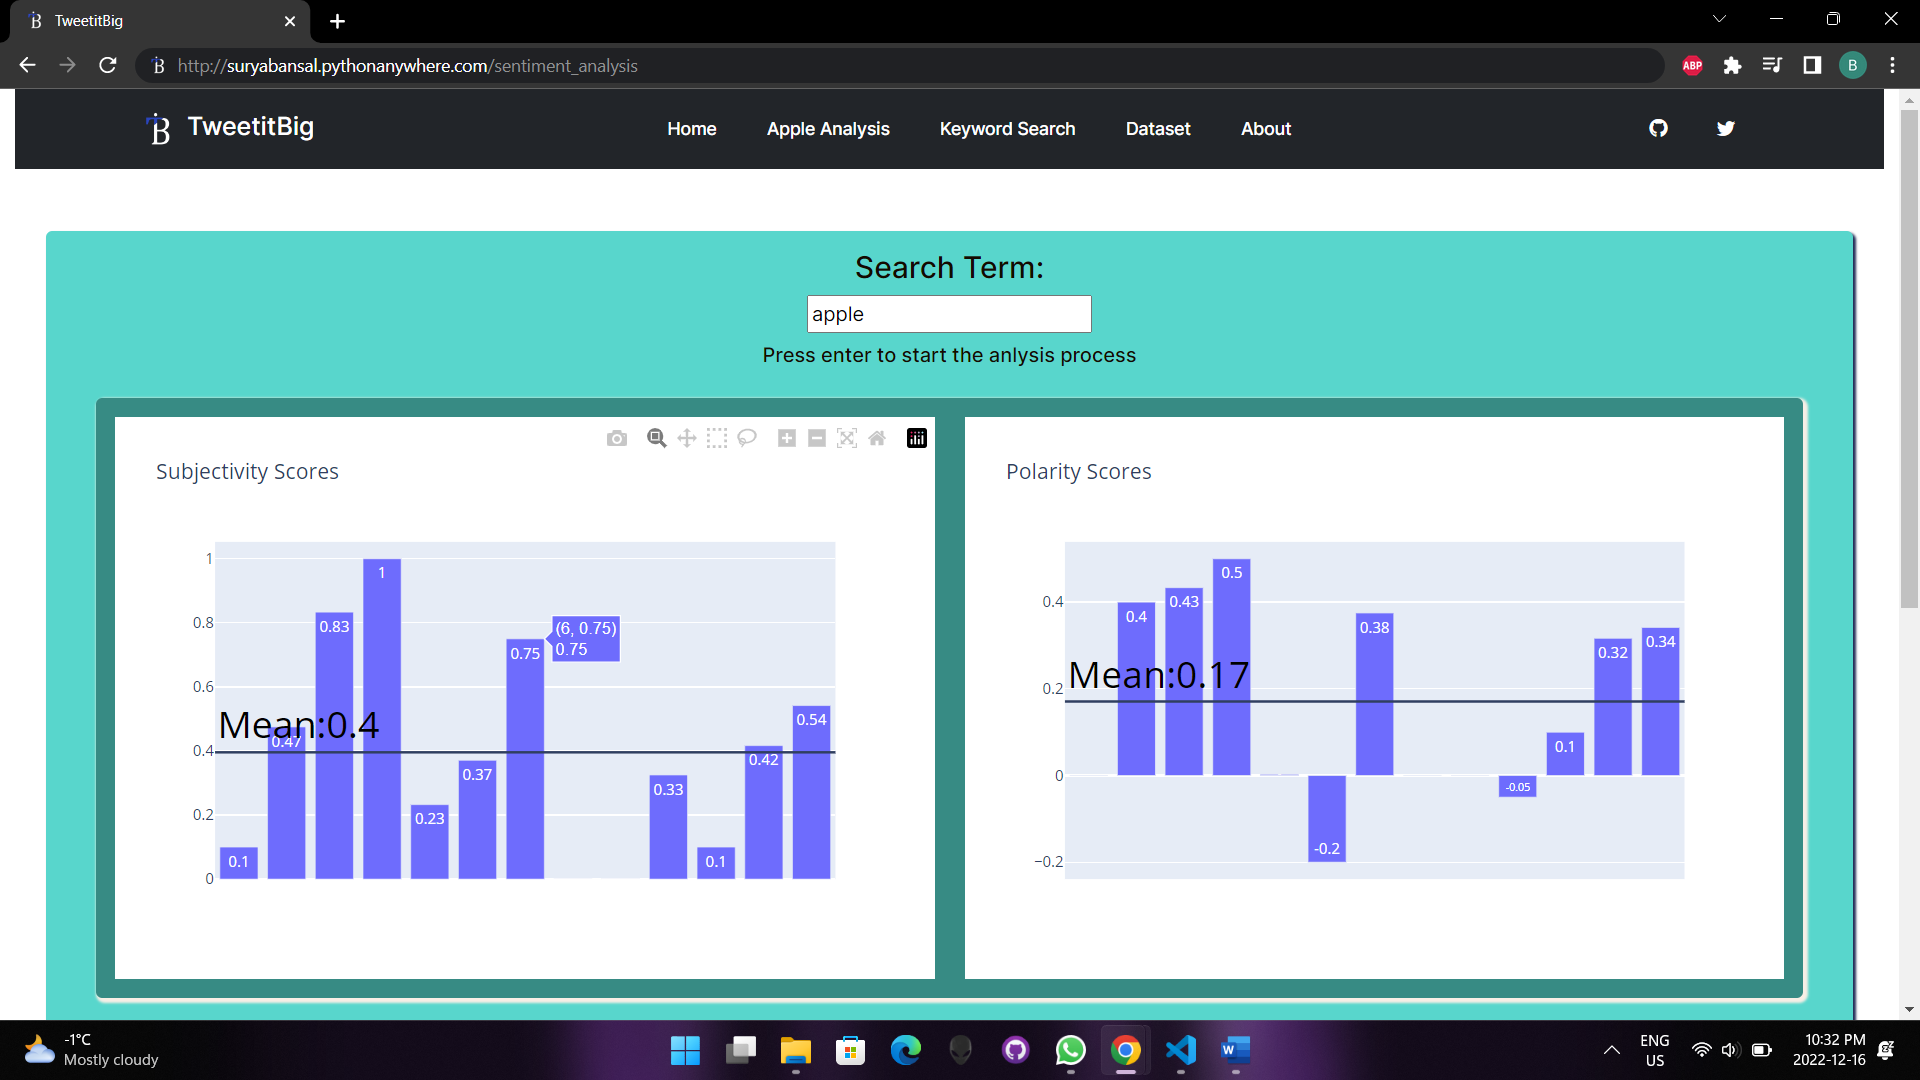 TweetitBig
http://suryabansal.pythonanywhere.com/sentiment_analysis
ABP
B
TweetitBig
Home
Apple Analysis
Keyword Search
Dataset
About
Search Term:
apple
Press enter to start the anlysis process
Subjectivity Scores
1
0.8
0.6
0.4
0.2
0
0.1
0.47
0.83
1
0.23
0.37
0.75
0.33
0.1
0.42
0.54
(6, 0.75)
0.75
Mean:0.4
Polarity Scores
0.4
0.2
0
−0.2
0.4
0.43
0.5
-0.2
0.38
-0.05
0.1
0.32
0.34
Mean:0.17
-1°C
Mostly cloudy
ENG
US
10:32 PM
2022-12-16